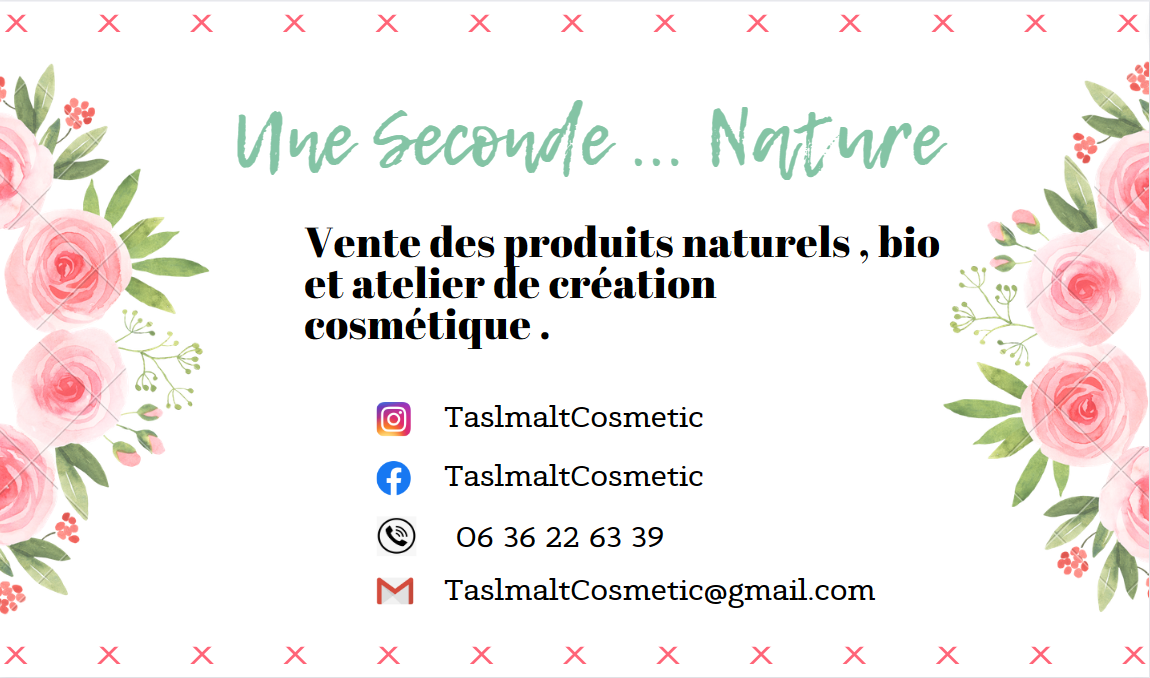 Une Seconde ... Nature
Vente des produits naturels , bio
et atelier de création
cosmétique .
TaslmaltCosmetic
TaslmaltCosmetic
06 36 22 63 39
TaslmaltCosmetic@gmail.com